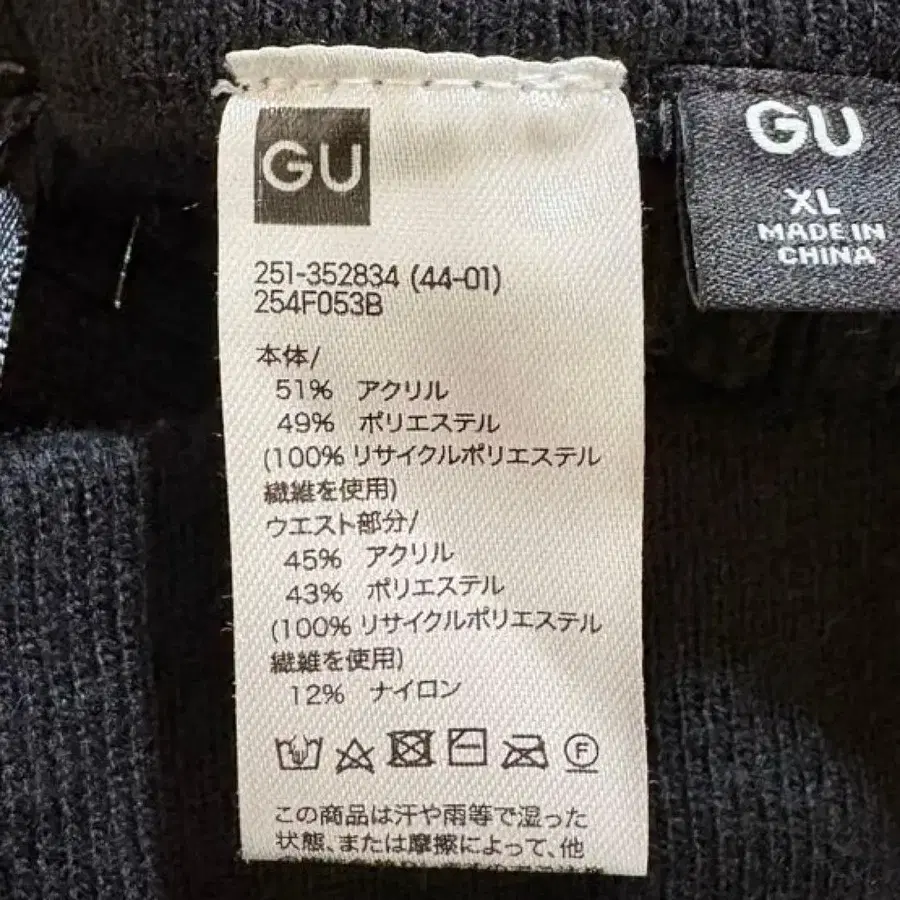 GU
251-352834 (44-01)
254F053B
本体/
51% アクリル
49% ポリエステル
(100% リサイクルポリエステル
繊維を使用)
ウエスト部分/
45% アクリル
43% ポリエステル
(100% リサイクルポリエステル
繊維を使用)
12% ナイロン
F
この商品は汗や雨等で湿った
状態、または摩擦によって、他
GU
XL
MADE IN
CHINA